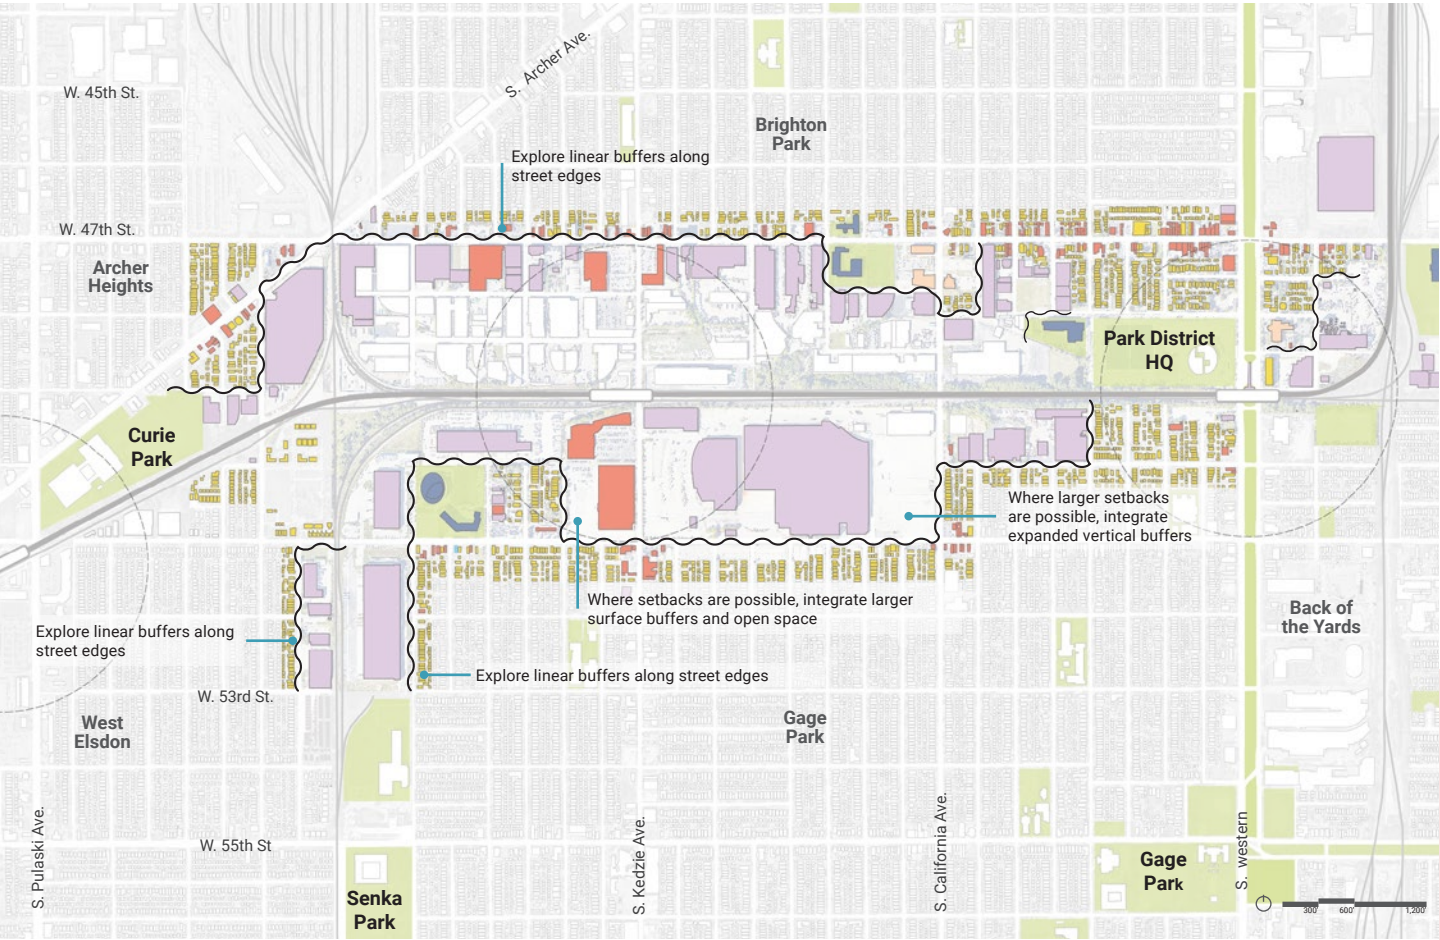 S. Archer Ave.
W. 45th St.
Brighton
Park
Explore linear buffers along
street edges
W. 47th St.
Archer
Heights
Park District
HQ
Curie
Park
Where larger setbacks
are possible, integrate
expanded vertical buffers
Where setbacks are possible, integrate larger
surface buffers and open space
Back of
the Yards
Explore linear buffers along
street edges
Explore linear buffers along street edges
W. 53rd St.
West
Elsdon
Gage
Park
S. Pulaski Ave.
W. 55th St
S. Kedzie Ave.
S. California Ave.
S. western
Gage
Park
Senka
Park
300'
600'
1,200'